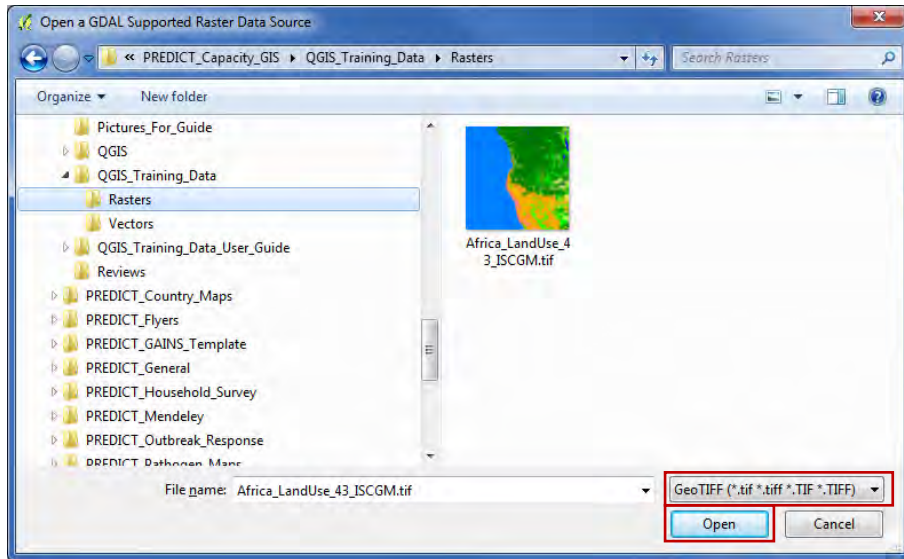 Open a GDAL Supported Raster Data Source
« PREDICT_Capacity_GIS ▸ QGIS_Training_Data ▸ Rasters
Search Rasters
Organize ▾ New folder
Pictures_For_Guide
QGIS
QGIS_Training_Data
Rasters
Vectors
QGIS_Training_Data_User_Guide
Reviews
PREDICT_Country_Maps
PREDICT_Flyers
PREDICT_GAINS_Template
PREDICT_General
PREDICT_Household_Survey
PREDICT_Mendeley
PREDICT_Outbreak_Response
PREDICT_Pathogen_Maps
Africa_LandUse_4
3_ISCGM.tif
File name: Africa_LandUse_43_ISCGM.tif
GeoTIFF (*.tif *.tiff *.TIF *.TIFF)
Open Cancel